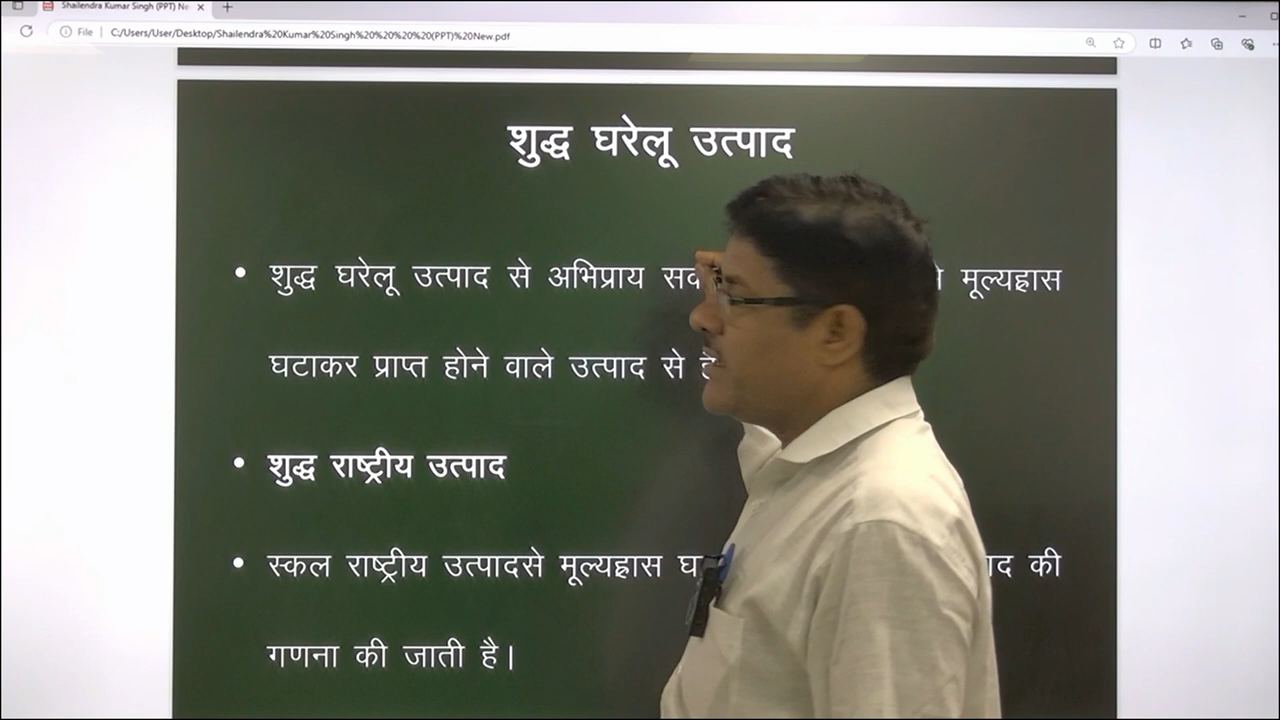 Shailendra Kumar Singh (PPT) Ne
File C:/Users/User/Desktop/Shailendra%20Kumar%20Singh%20%20%20%20(PPT)%20New.pdf
शुद्ध घरेलू उत्पाद
• शुद्ध घरेलू उत्पाद से अभिप्राय मूल्यह्रास
घटाकर प्राप्त होने वाले उत्पाद से
• शुद्ध राष्ट्रीय उत्पाद
• स्कल राष्ट्रीय उत्पादसे मूल्यह्रास की
गणना की जाती है।